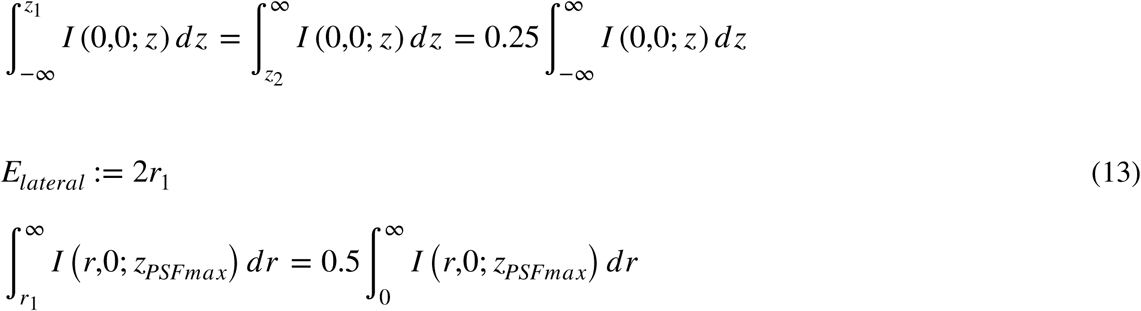 ∫_{-∞}^{z_1} I(0,0; z) dz = ∫_{z_2}^{∞} I(0,0; z) dz = 0.25 ∫_{-∞}^{∞} I(0,0; z) dz
E_{lateral} := 2r_1 (13)
∫_{r_1}^{∞} I(r,0; z_{PSFmax}) dr = 0.5 ∫_{0}^{∞} I(r,0; z_{PSFmax}) dr